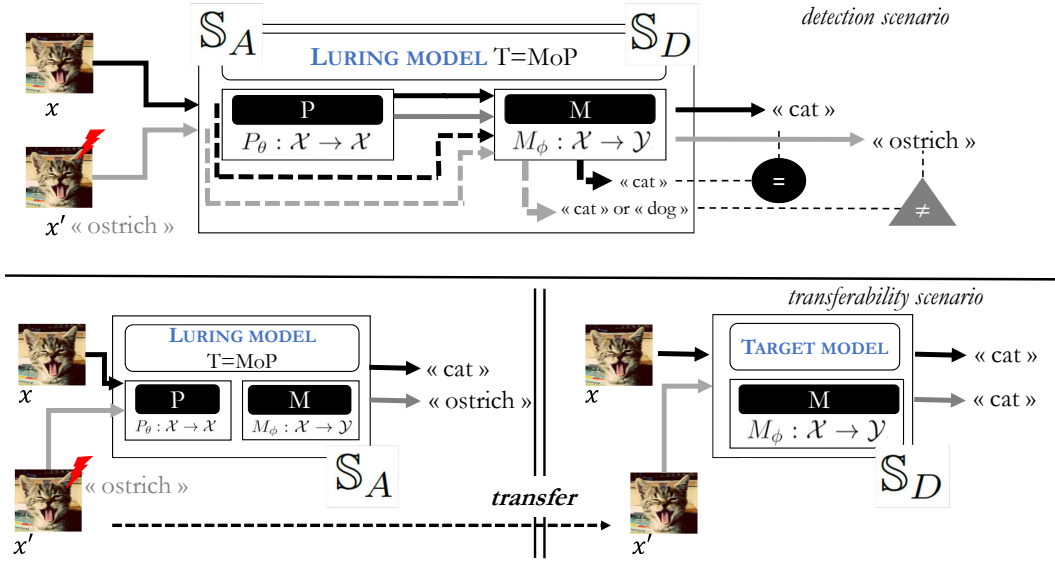 detection scenario
𝕊_A
𝕊_D
LURING MODEL T=MoP
P
P_θ : 𝒳 → 𝒳
M
M_ϕ : 𝒳 → 𝒴
x
« cat »
« ostrich »
« cat »
=
« cat » or « dog »
≠
x′ « ostrich »
transferability scenario
LURING MODEL
T=MoP
P
P_θ : 𝒳 → 𝒳
M
M_ϕ : 𝒳 → 𝒴
x
« cat »
« ostrich »
𝕊_A
« ostrich »
x′
transfer
TARGET MODEL
M
M_ϕ : 𝒳 → 𝒴
x
« cat »
« cat »
𝕊_D
x′